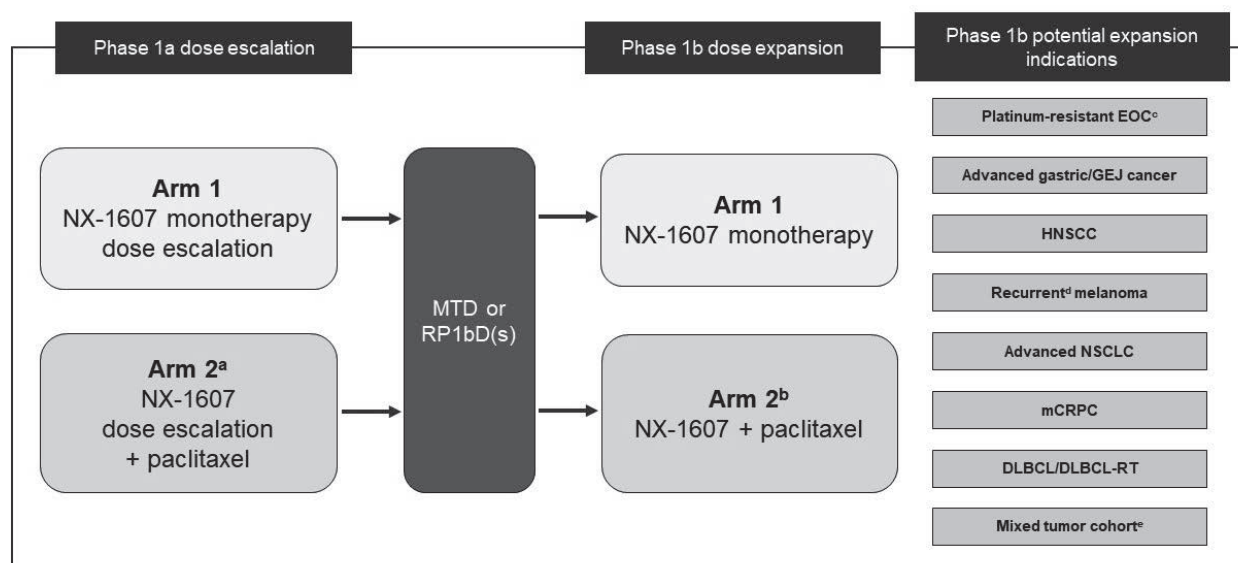 Phase 1a dose escalation
Phase 1b dose expansion
Phase 1b potential expansion
indications
Arm 1
NX-1607 monotherapy
dose escalation
Arm 2ᵃ
NX-1607
dose escalation
+ paclitaxel
MTD or
RP1bD(s)
Arm 1
NX-1607 monotherapy
Arm 2ᵇ
NX-1607 + paclitaxel
Platinum-resistant EOCᶜ
Advanced gastric/GEJ cancer
HNSCC
Recurrentᵈ melanoma
Advanced NSCLC
mCRPC
DLBCL/DLBCL-RT
Mixed tumor cohortᵉ